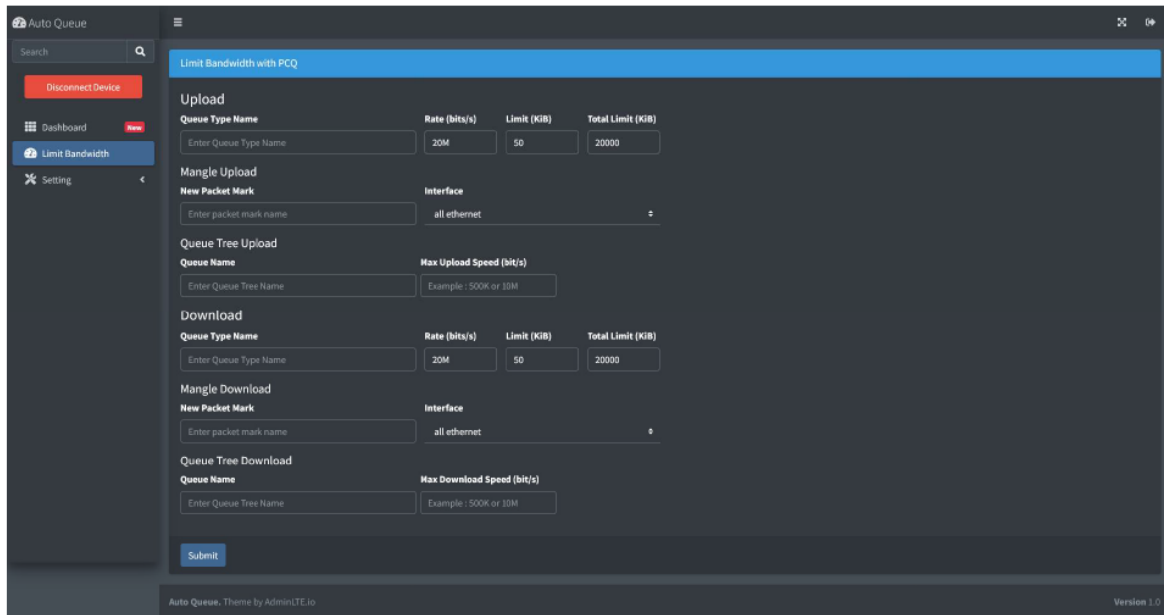 Auto Queue
Search
Disconnect Device
Dashboard New
Limit Bandwidth
Setting
Limit Bandwidth with PCQ
Upload
Queue Type Name Rate (bits/s) Limit (KiB) Total Limit (KiB)
Enter Queue Type Name 20M 50 20000
Mangle Upload
New Packet Mark Interface
Enter packet mark name all ethernet
Queue Tree Upload
Queue Name Max Upload Speed (bit/s)
Enter Queue Tree Name Example : 500K or 10M
Download
Queue Type Name Rate (bits/s) Limit (KiB) Total Limit (KiB)
Enter Queue Type Name 20M 50 20000
Mangle Download
New Packet Mark Interface
Enter packet mark name all ethernet
Queue Tree Download
Queue Name Max Download Speed (bit/s)
Enter Queue Tree Name Example : 500K or 10M
Submit
Auto Queue. Theme by AdminLTE.io Version 1.0